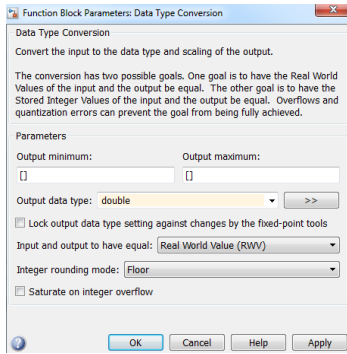 Function Block Parameters: Data Type Conversion
Data Type Conversion
Convert the input to the data type and scaling of the output.
The conversion has two possible goals. One goal is to have the Real World
Values of the input and the output be equal. The other goal is to have the
Stored Integer Values of the input and the output be equal. Overflows and
quantization errors can prevent the goal from being fully achieved.
Parameters
Output minimum: Output maximum:
[] []
Output data type: double >>
Lock output data type setting against changes by the fixed-point tools
Input and output to have equal: Real World Value (RWV)
Integer rounding mode: Floor
Saturate on integer overflow
OK Cancel Help Apply